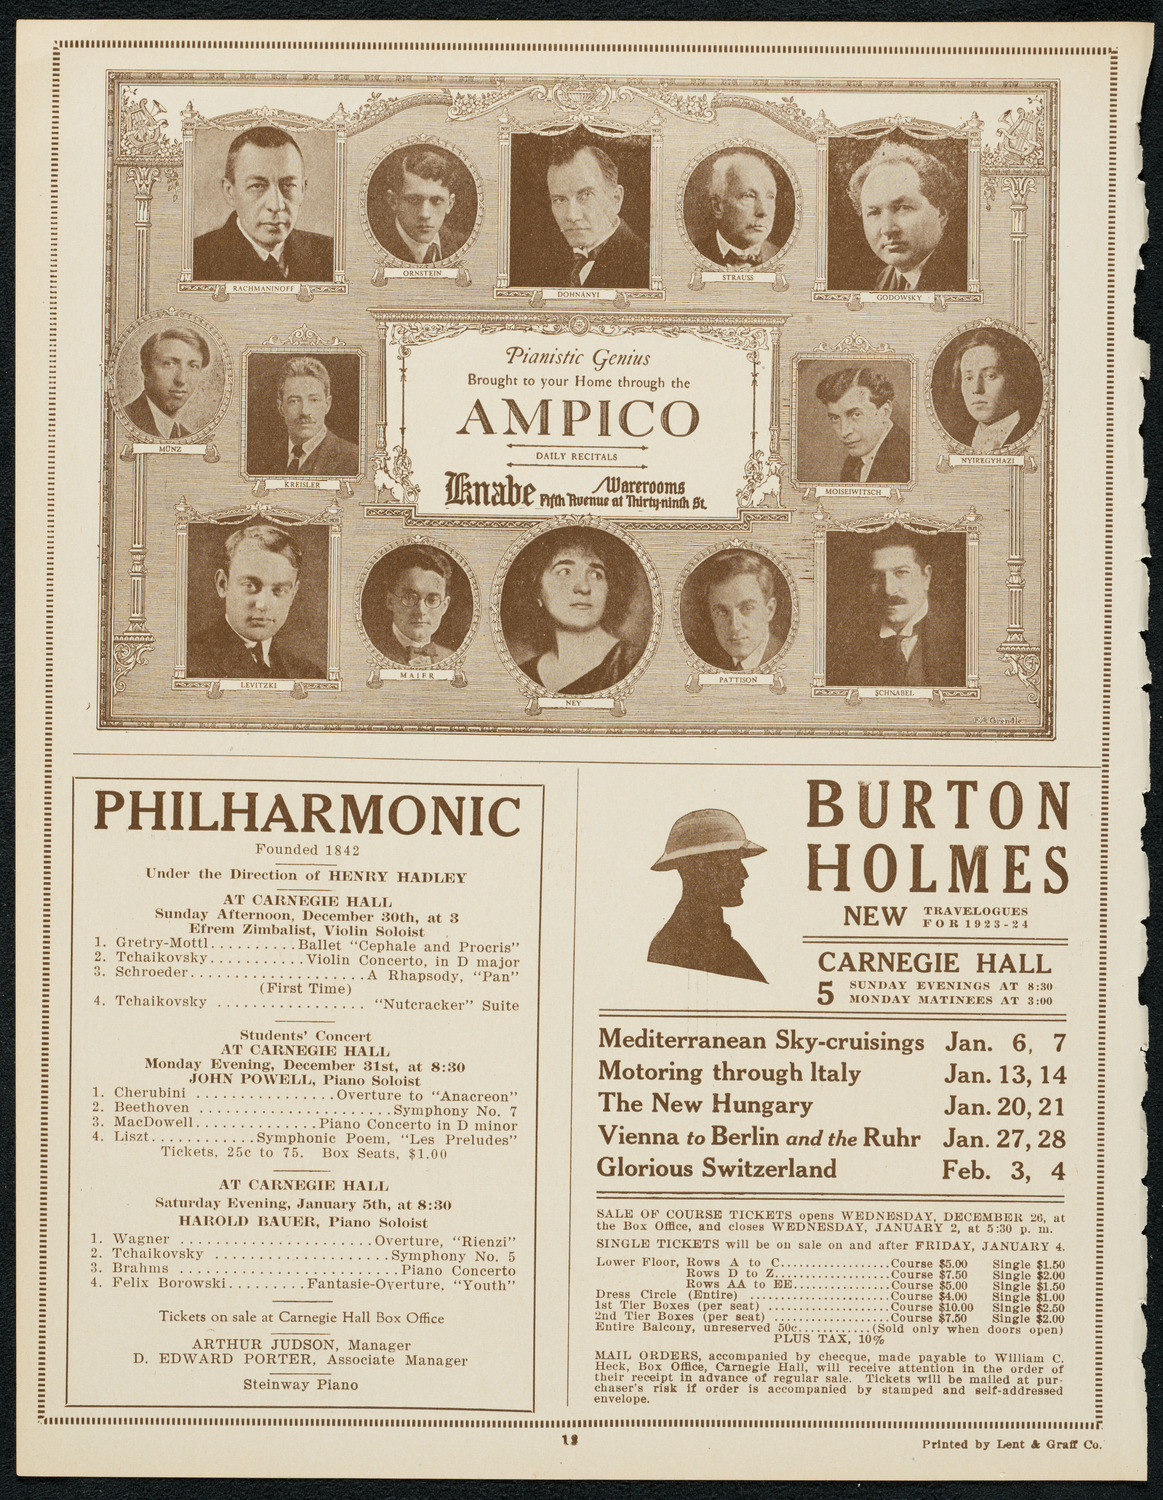 RACHMANINOFF
ORNSTEIN
DOHNÁNYI
STRAUSS
GODOWSKY
MÜNZ
KREISLER
Pianistic Genius
Brought to your Home through the
AMPICO
DAILY RECITALS
Knabe Warerooms
Fifth Avenue at Thirty-ninth St.
MOISEIWITSCH
NYIREGYHAZI
LEVITZKI
MAIER
NEY
PATTISON
SCHNABEL
PHILHARMONIC
Founded 1842
Under the Direction of HENRY HADLEY
AT CARNEGIE HALL
Sunday Afternoon, December 30th, at 3
Efrem Zimbalist, Violin Soloist
1. Gretry-Mottl..........Ballet “Cephale and Procris”
2. Tchaikovsky..........Violin Concerto, in D major
3. Schroeder....................A Rhapsody, “Pan”
(First Time)
4. Tchaikovsky ................. “Nutcracker” Suite
Students’ Concert
AT CARNEGIE HALL
Monday Evening, December 31st, at 8:30
JOHN POWELL, Piano Soloist
1. Cherubini ................Overture to “Anacreon”
2. Beethoven ......................Symphony No. 7
3. MacDowell..............Piano Concerto in D minor
4. Liszt............Symphonic Poem, “Les Preludes”
Tickets, 25c to 75. Box Seats, $1.00
AT CARNEGIE HALL
Saturday Evening, January 5th, at 8:30
HAROLD BAUER, Piano Soloist
1. Wagner ......................Overture, “Rienzi”
2. Tchaikovsky ....................Symphony No. 5
3. Brahms .........................Piano Concerto
4. Felix Borowski.........Fantasie-Overture, “Youth”
Tickets on sale at Carnegie Hall Box Office
ARTHUR JUDSON, Manager
D. EDWARD PORTER, Associate Manager
Steinway Piano
BURTON
HOLMES
NEW TRAVELOGUES
FOR 1923-24
CARNEGIE HALL
5 SUNDAY EVENINGS AT 8:30
MONDAY MATINEES AT 3:00
Mediterranean Sky-cruisings Jan. 6, 7
Motoring through Italy Jan. 13, 14
The New Hungary Jan. 20, 21
Vienna to Berlin and the Ruhr Jan. 27, 28
Glorious Switzerland Feb. 3, 4
SALE OF COURSE TICKETS opens WEDNESDAY, DECEMBER 26, at
the Box Office, and closes WEDNESDAY, JANUARY 2, at 5:30 p. m.
SINGLE TICKETS will be on sale on and after FRIDAY, JANUARY 4.
Lower Floor, Rows A to C.................Course $5.00 Single $1.50
Rows D to Z.................Course $7.50 Single $2.00
Rows AA to EE...............Course $5.00 Single $1.50
Dress Circle (Entire) ......................Course $4.00 Single $1.00
1st Tier Boxes (per seat) ...................Course $10.00 Single $2.50
2nd Tier Boxes (per seat) ..................Course $7.50 Single $2.00
Entire Balcony, unreserved 50c...........(Sold only when doors open)
PLUS TAX, 10%
MAIL ORDERS, accompanied by checque, made payable to William C.
Heck, Box Office, Carnegie Hall, will receive attention in the order of
their receipt in advance of regular sale. Tickets will be mailed at pur-
chaser’s risk if order is accompanied by stamped and self-addressed
envelope.
Printed by Lent & Graff Co.